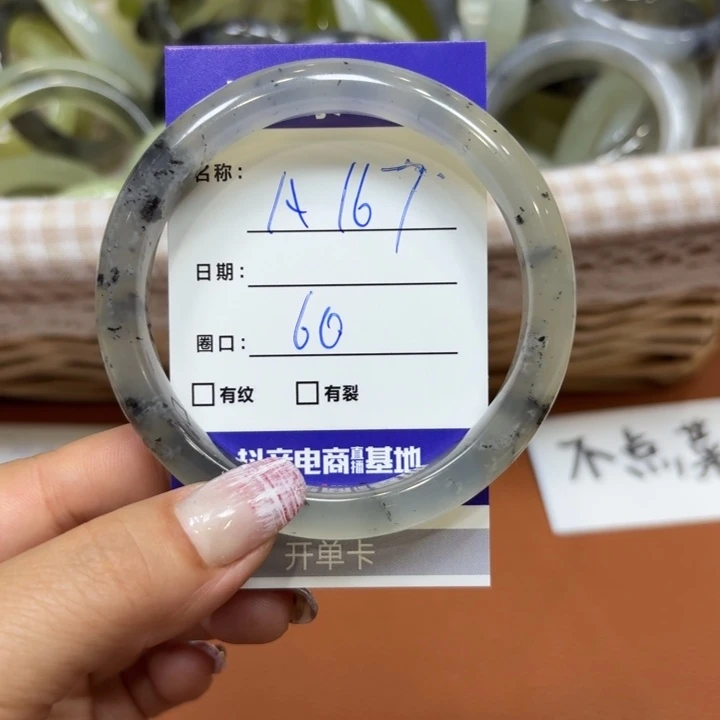 名称: A 167
日期:
圈口: 60
□有纹 □有裂
抖音电商直播基地
开单卡
不点菜